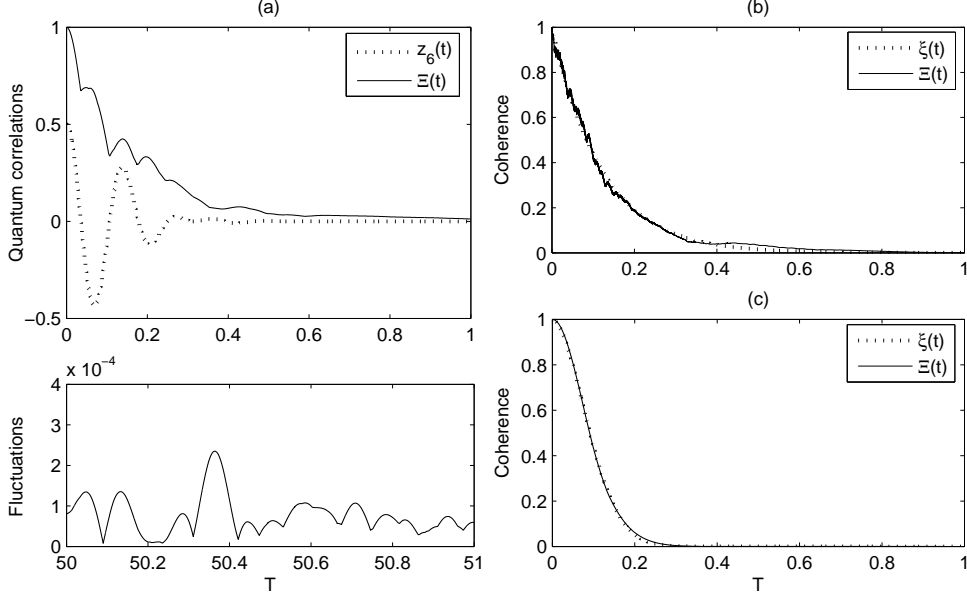 (a)
1
0.5
0
−0.5
Quantum correlations
z6(t)
Ξ(t)
0 0.2 0.4 0.6 0.8 1
x 10−4
4
3
2
1
0
Fluctuations
50 50.2 50.4 50.6 50.8 51
T
(b)
1
0.8
0.6
0.4
0.2
0
Coherence
ξ(t)
Ξ(t)
0 0.2 0.4 0.6 0.8 1
(c)
1
0.8
0.6
0.4
0.2
0
Coherence
ξ(t)
Ξ(t)
0 0.2 0.4 0.6 0.8 1
T